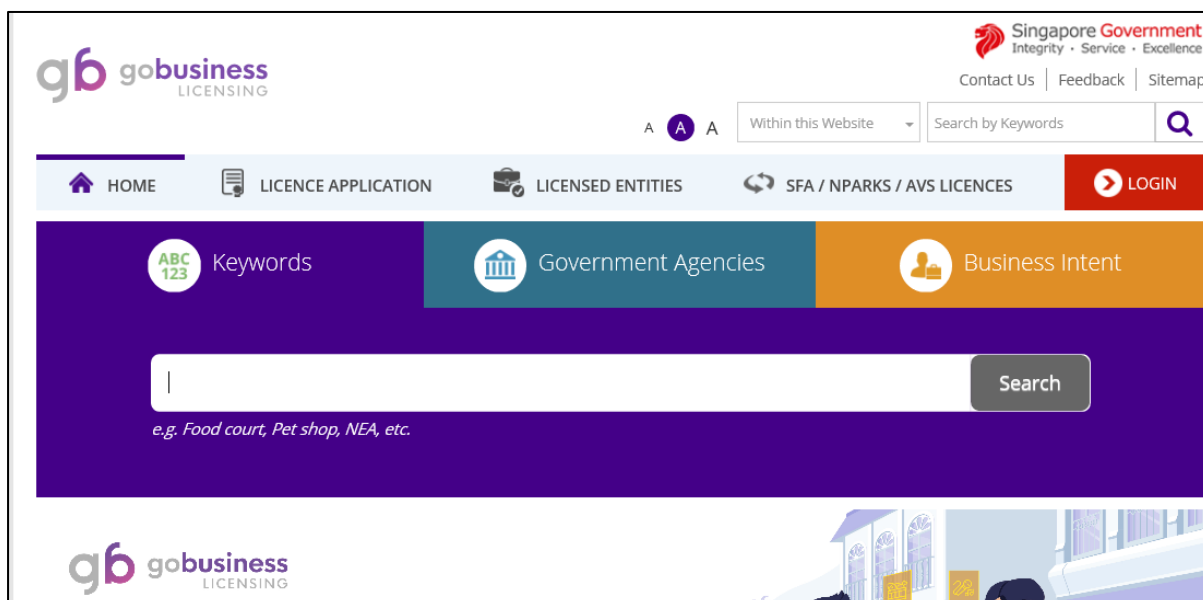 Singapore Government
Integrity · Service · Excellence
gobusiness
LICENSING
Contact Us | Feedback | Sitemap
A A A Within this Website Search by Keywords
HOME LICENCE APPLICATION LICENSED ENTITIES SFA / NPARKS / AVS LICENCES LOGIN
ABC
123
Keywords Government Agencies Business Intent
Search
e.g. Food court, Pet shop, NEA, etc.
gobusiness
LICENSING